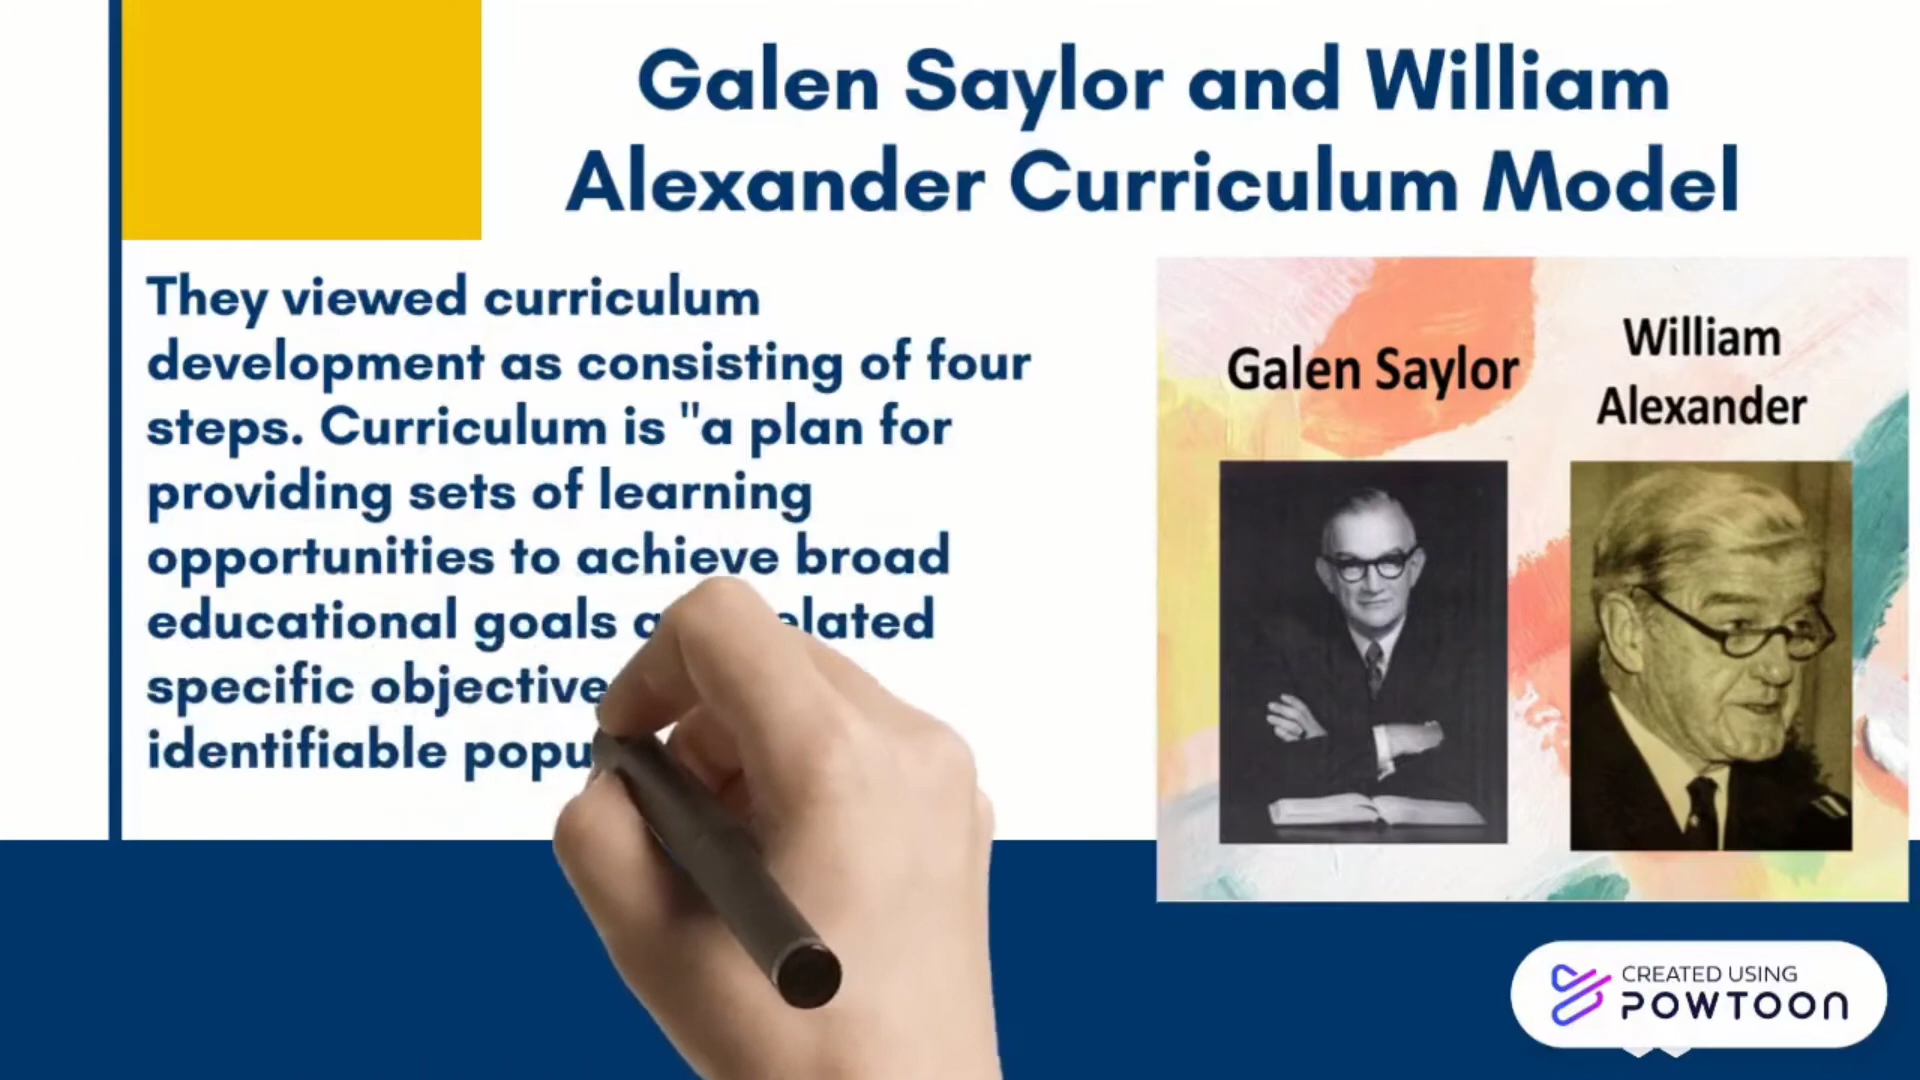 Galen Saylor and William
Alexander Curriculum Model
They viewed curriculum
development as consisting of four
steps. Curriculum is "a plan for
providing sets of learning
opportunities to achieve broad
educational goals
specific
identifiable
Galen Saylor
William
Alexander
CREATED USING
POWTOON